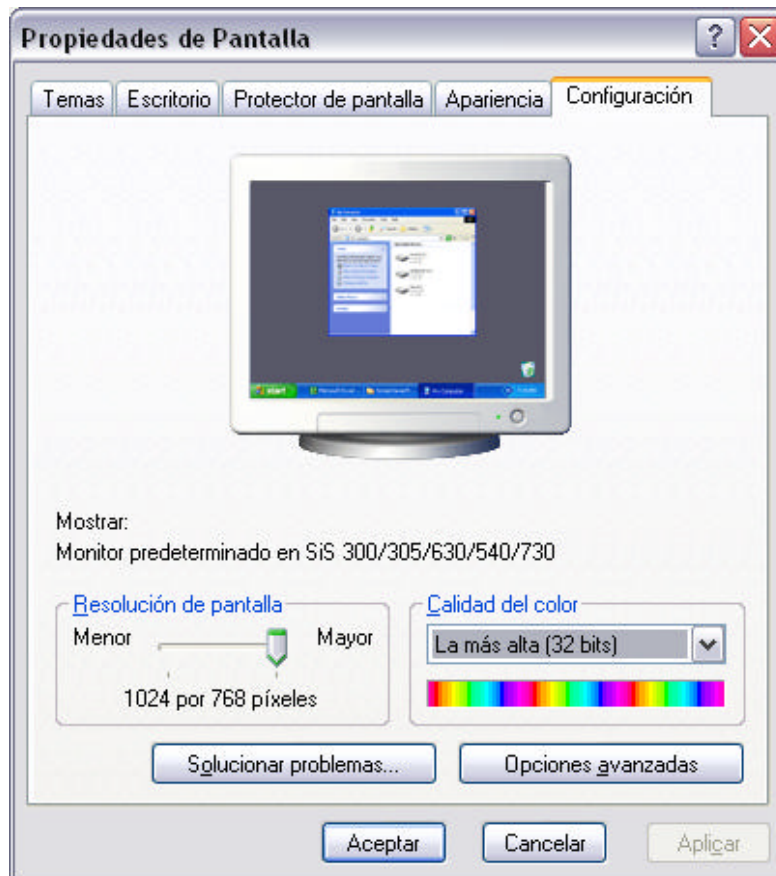 Propiedades de Pantalla
Temas Escritorio Protector de pantalla Apariencia Configuración
start
Mostrar:
Monitor predeterminado en SiS 300/305/630/540/730
Resolución de pantalla
Menor Mayor
1024 por 768 píxeles
Calidad del color
La más alta (32 bits)
Solucionar problemas... Opciones avanzadas
Aceptar Cancelar Aplicar